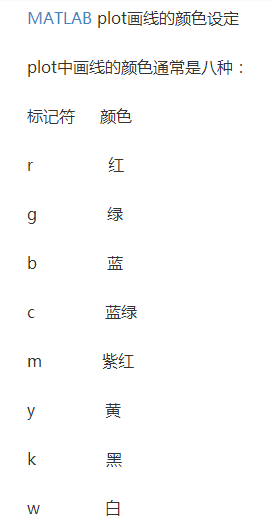 MATLAB plot画线的颜色设定
plot中画线的颜色通常是八种：
标记符 颜色
r 红
g 绿
b 蓝
c 蓝绿
m 紫红
y 黄
k 黑
w 白